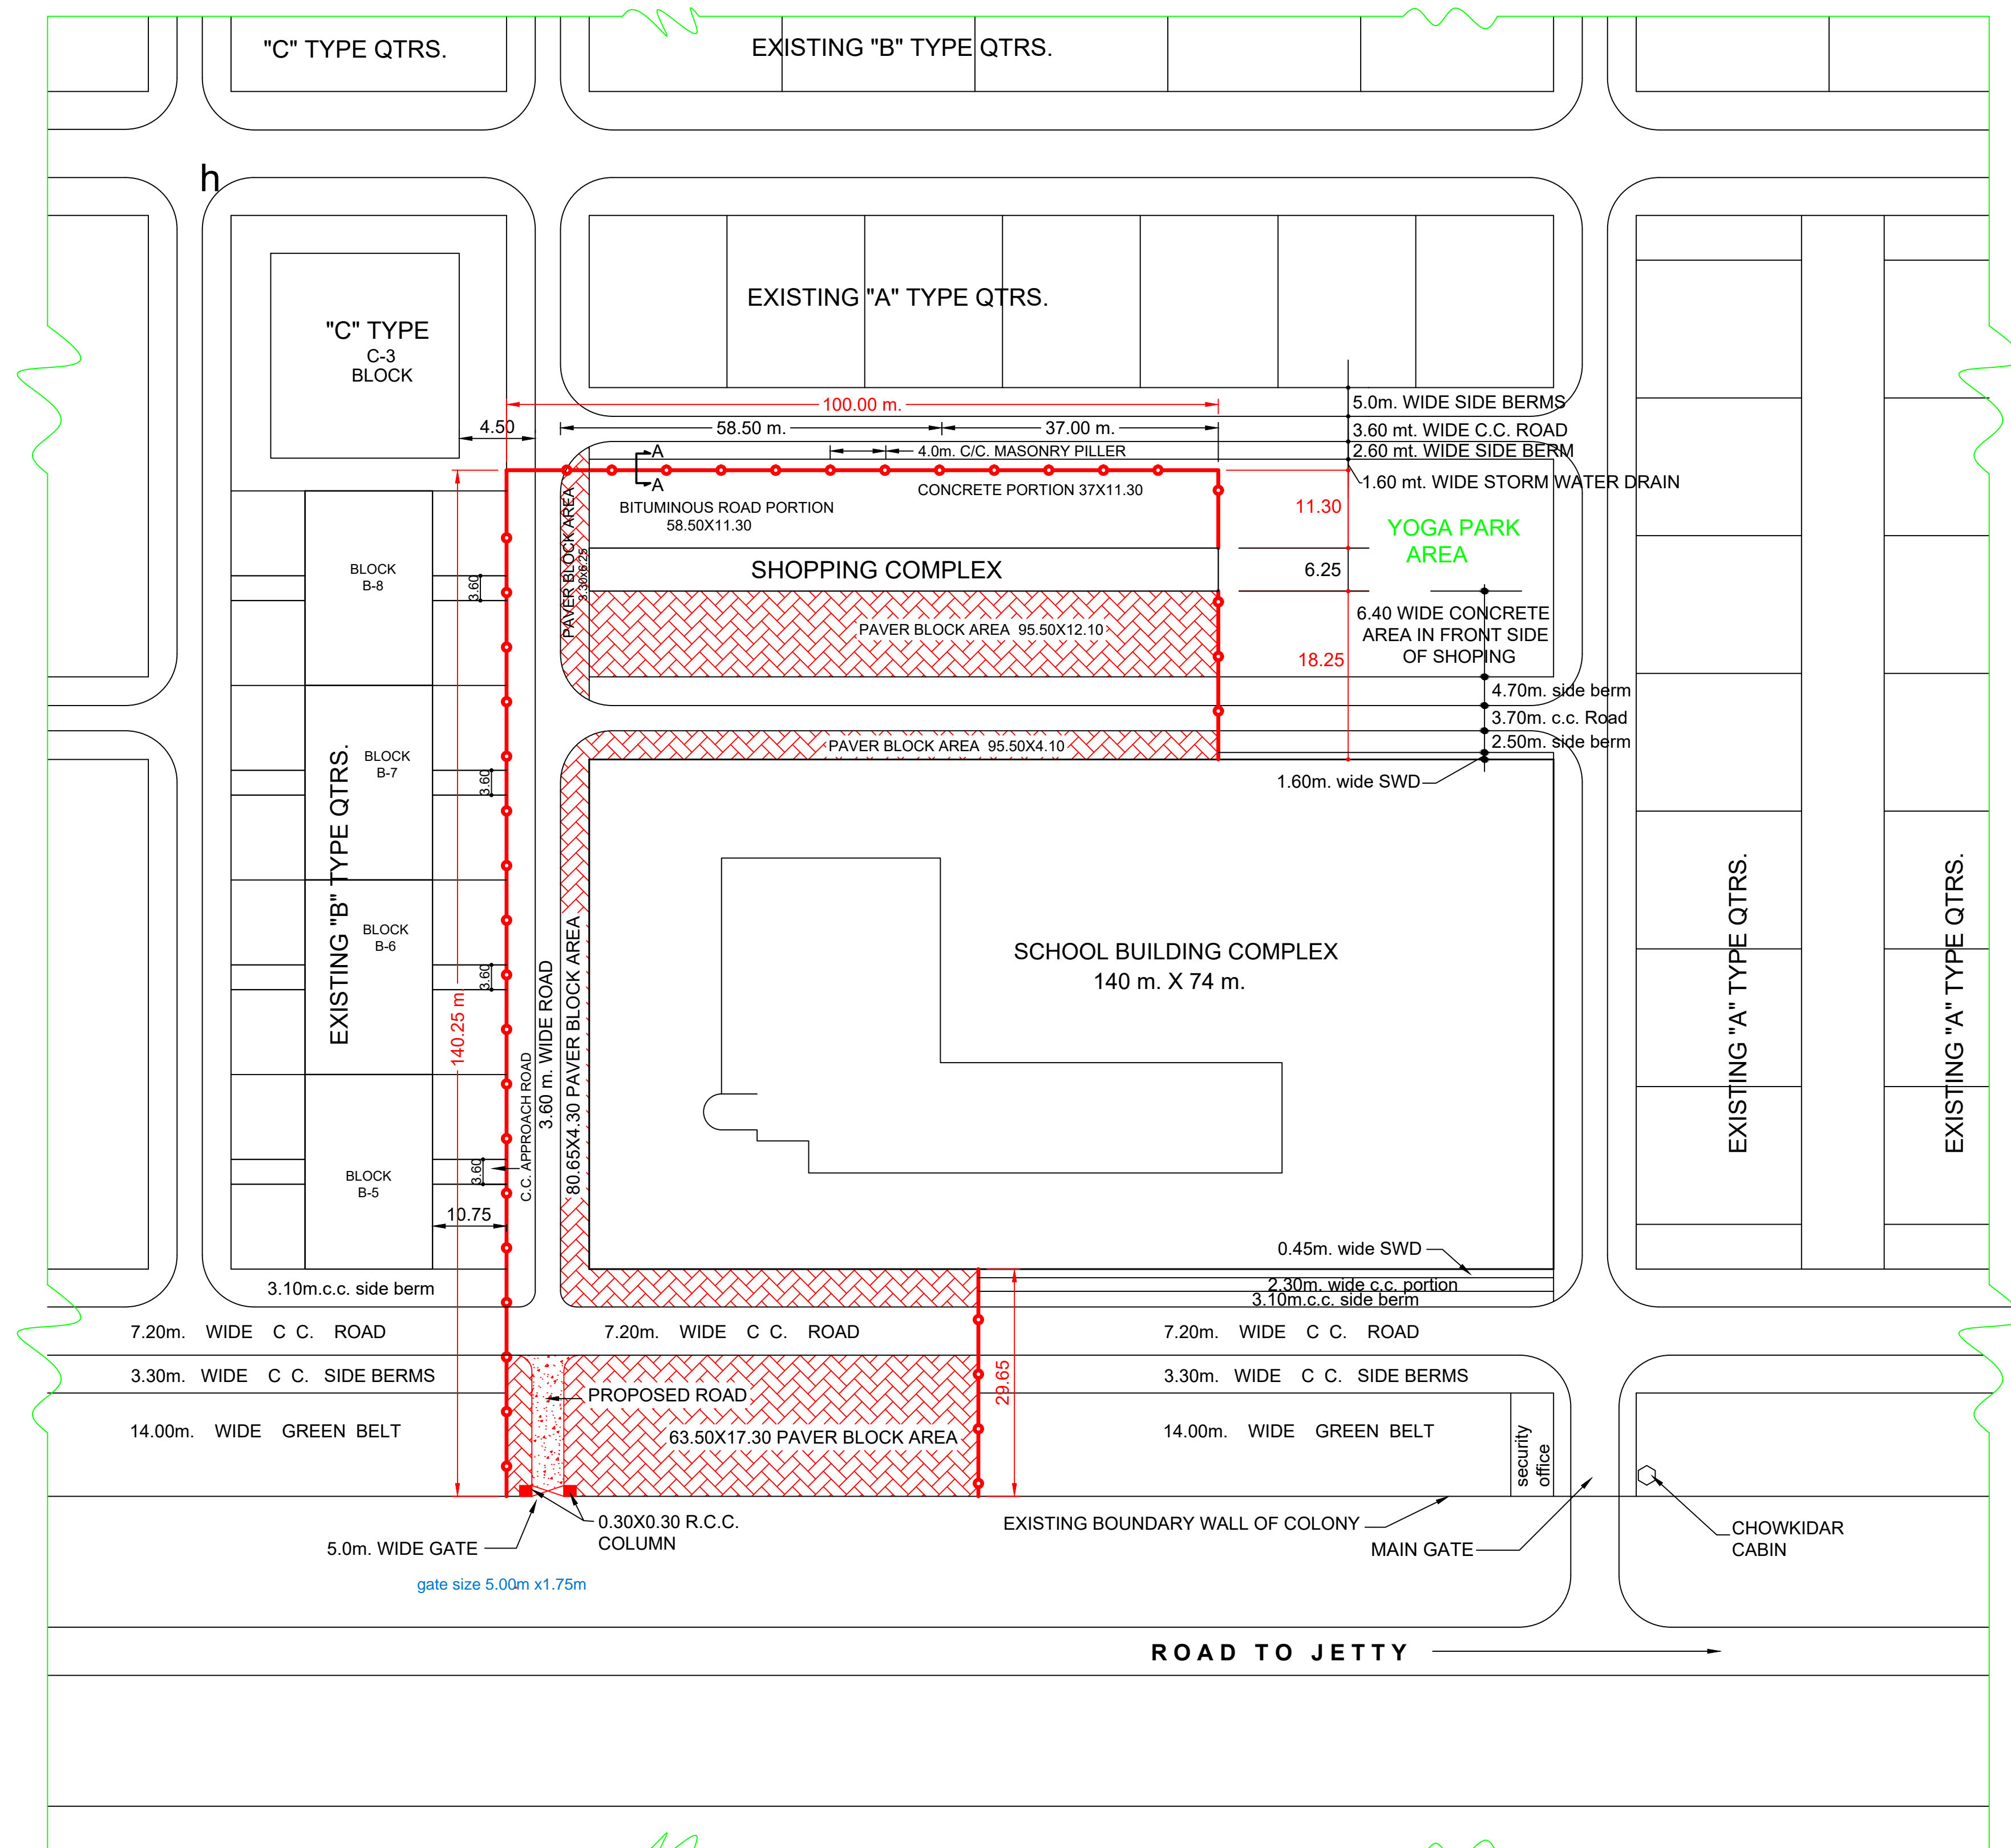 "C" TYPE QTRS.
EXISTING "B" TYPE QTRS.
h
EXISTING "A" TYPE QTRS.
"C" TYPE
C-3
BLOCK
100.00 m.
4.50
58.50 m.
37.00 m.
5.0m. WIDE SIDE BERMS
3.60 mt. WIDE C.C. ROAD
2.60 mt. WIDE SIDE BERM
1.60 mt. WIDE STORM WATER DRAIN
A
A
4.0m. C/C. MASONRY PILLER
CONCRETE PORTION 37X11.30
BITUMINOUS ROAD PORTION
58.50X11.30
PAVER BLOCK AREA
3.30x6.25
11.30
YOGA PARK
AREA
SHOPPING COMPLEX
6.25
BLOCK
B-8
3.60
PAVER BLOCK AREA 95.50X12.10
18.25
6.40 WIDE CONCRETE
AREA IN FRONT SIDE
OF SHOPING
4.70m. side berm
3.70m. c.c. Road
2.50m. side berm
PAVER BLOCK AREA 95.50X4.10
1.60m. wide SWD
EXISTING "B" TYPE QTRS.
BLOCK
B-7
3.60
BLOCK
B-6
3.60
140.25 m.
SCHOOL BUILDING COMPLEX
140 m. X 74 m.
EXISTING "A" TYPE QTRS.
EXISTING "A" TYPE QTRS.
C.C. APPROACH ROAD
3.60 m. WIDE ROAD
80.65X4.30 PAVER BLOCK AREA
BLOCK
B-5
3.60
10.75
0.45m. wide SWD
2.30m. wide c.c. portion
3.10m.c.c. side berm
3.10m.c.c. side berm
7.20m. WIDE C C. ROAD
7.20m. WIDE C C. ROAD
7.20m. WIDE C C. ROAD
3.30m. WIDE C C. SIDE BERMS
3.30m. WIDE C C. SIDE BERMS
PROPOSED ROAD
29.65
14.00m. WIDE GREEN BELT
63.50X17.30 PAVER BLOCK AREA
14.00m. WIDE GREEN BELT
security
office
0.30X0.30 R.C.C.
COLUMN
5.0m. WIDE GATE
gate size 5.00m x1.75m
EXISTING BOUNDARY WALL OF COLONY
MAIN GATE
CHOWKIDAR
CABIN
ROAD TO JETTY